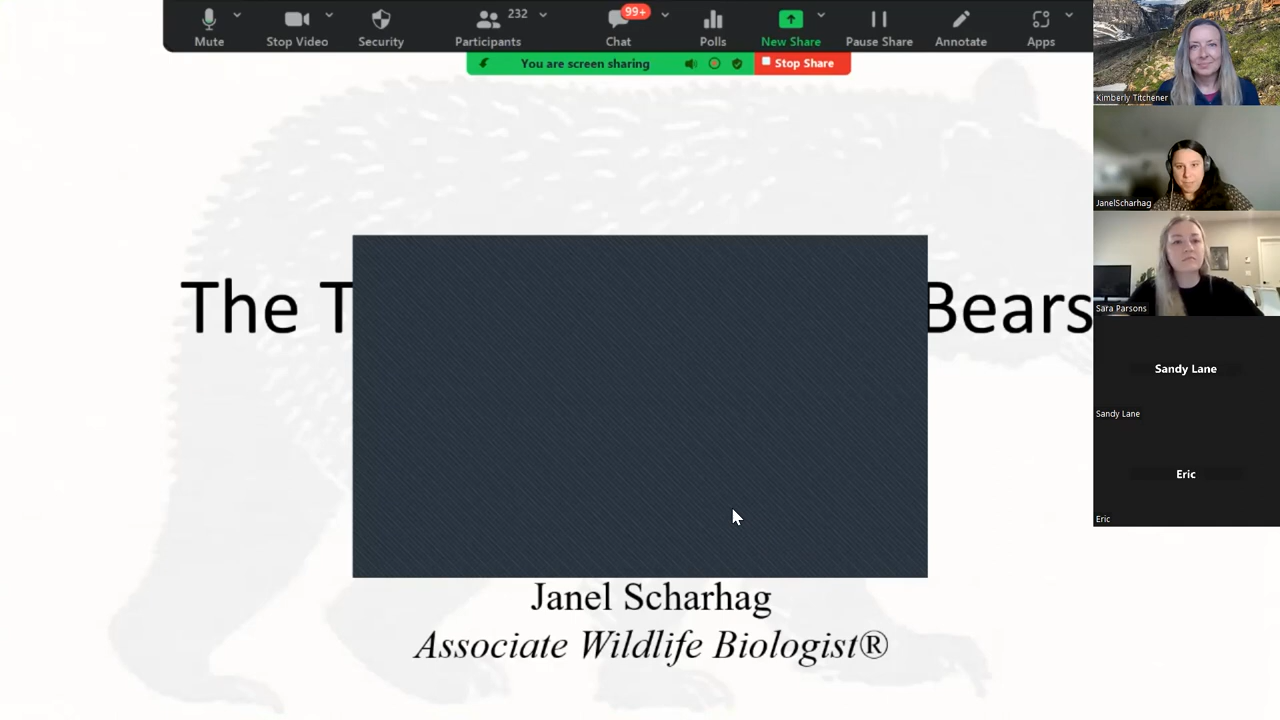 232
99+
Mute
Stop Video
Security
Participants
Chat
Polls
New Share
Pause Share
Annotate
Apps
You are screen sharing
Stop Share
Kimberly Titchener
JanelScharhag
Sara Parsons
Sandy Lane
Sandy Lane
Eric
Eric
The T Bears
Janel Scharhag
Associate Wildlife Biologist®